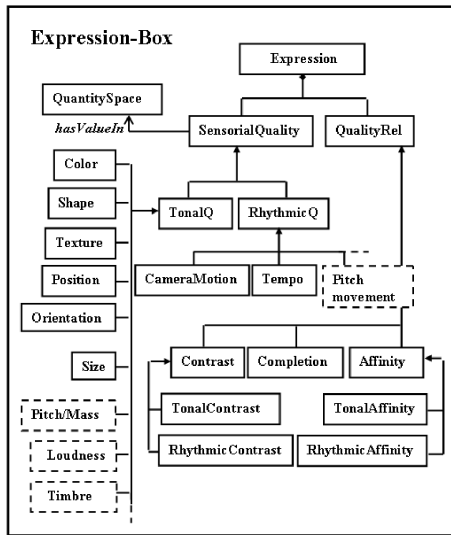 Expression-Box
Expression
QuantitySpace
hasValueIn
SensorialQuality
QualityRel
Color
Shape
TonalQ
RhythmicQ
Texture
Position
CameraMotion
Tempo
Pitch
movement
Orientation
Size
Contrast
Completion
Affinity
Pitch/Mass
TonalContrast
TonalAffinity
Loudness
RhythmicContrast
RhythmicAffinity
Timbre